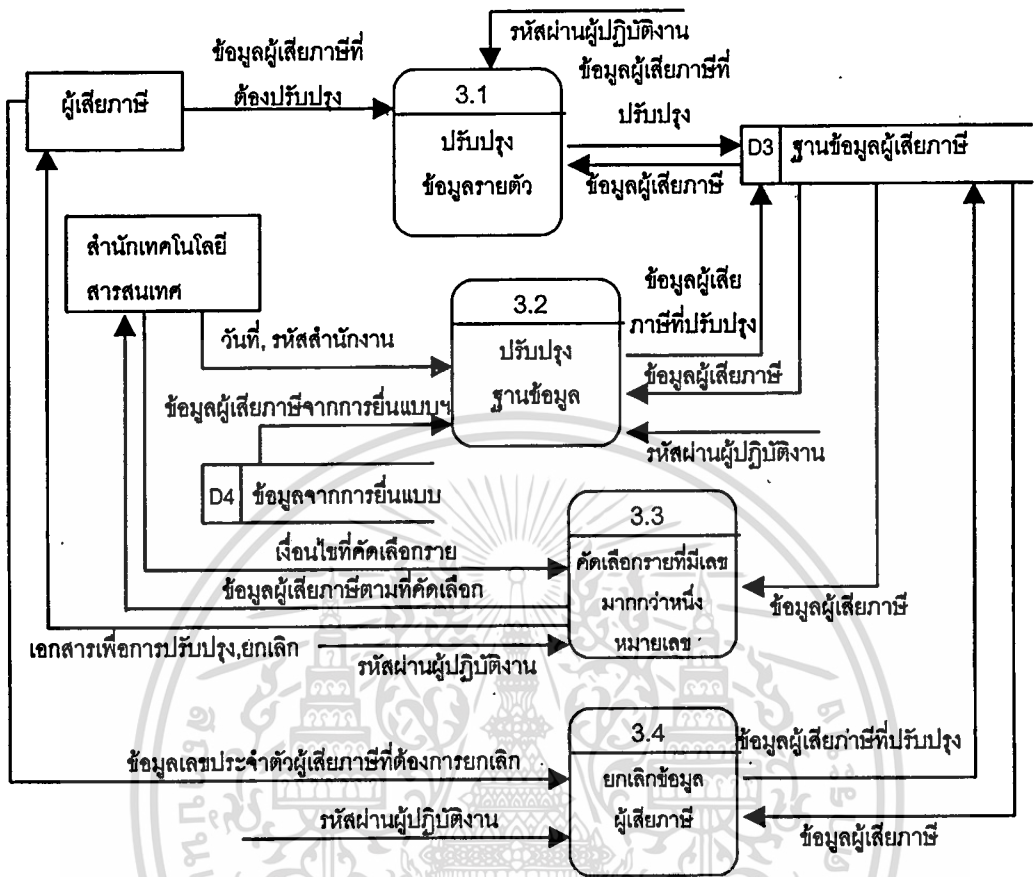 รหัสผ่านผู้ปฏิบัติงาน
ข้อมูลผู้เสียภาษีที่
ต้องปรับปรุง
ข้อมูลผู้เสียภาษีที่
ปรับปรุง
ผู้เสียภาษี
3.1
ปรับปรุง
ข้อมูลรายตัว
D3 ฐานข้อมูลผู้เสียภาษี
ข้อมูลผู้เสียภาษี
สำนักเทคโนโลยี
สารสนเทศ
3.2
ปรับปรุง
ฐานข้อมูล
ข้อมูลผู้เสีย
ภาษีที่ปรับปรุง
วันที่, รหัสสำนักงาน
ข้อมูลผู้เสียภาษี
ข้อมูลผู้เสียภาษีจากการยื่นแบบฯ
รหัสผ่านผู้ปฏิบัติงาน
D4 ข้อมูลจากการยื่นแบบ
3.3
คัดเลือกรายที่มีเลข
มากกว่าหนึ่ง
หมายเลข
เงื่อนไขที่คัดเลือกราย
ข้อมูลผู้เสียภาษีตามที่คัดเลือก
ข้อมูลผู้เสียภาษี
เอกสารเพื่อการปรับปรุง,ยกเลิก
รหัสผ่านผู้ปฏิบัติงาน
3.4
ยกเลิกข้อมูล
ผู้เสียภาษี
ข้อมูลผู้เสียภาษีที่ปรับปรุง
ข้อมูลเลขประจำตัวผู้เสียภาษีที่ต้องการยกเลิก
รหัสผ่านผู้ปฏิบัติงาน
ข้อมูลผู้เสียภาษี